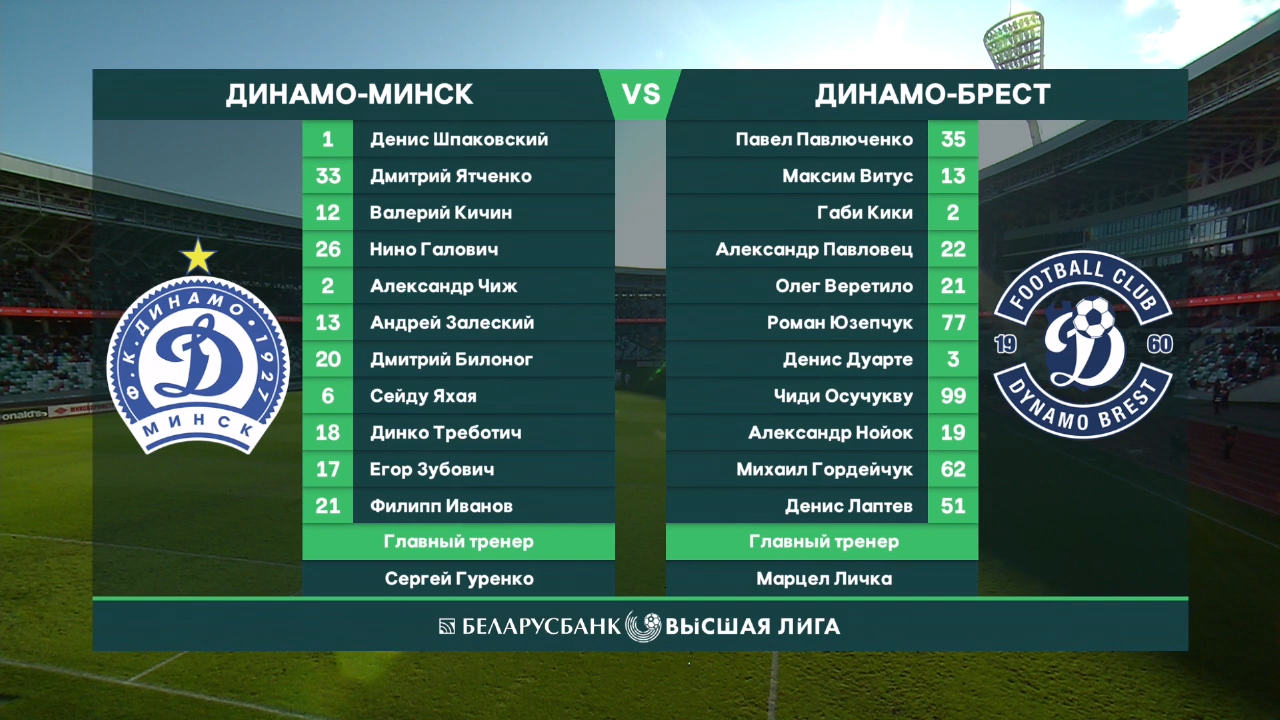 ДИНАМО-МИНСК VS ДИНАМО-БРЕСТ
1 Денис Шпаковский Павел Павлюченко 35
33 Дмитрий Ятченко Максим Витус 13
12 Валерий Кичин Габи Кики 2
26 Нино Галович Александр Павловец 22
2 Александр Чиж Олег Веретило 21
13 Андрей Залеский Роман Юзепчук 77
20 Дмитрий Билоног Денис Дуарте 3
6 Сейду Яхая Чиди Осучукву 99
18 Динко Треботич Александр Нойок 19
17 Егор Зубович Михаил Гордейчук 62
21 Филипп Иванов Денис Лаптев 51
Главный тренер Главный тренер
Сергей Гуренко Марцел Личка
БЕЛАРУСБАНК ВЫСШАЯ ЛИГА
Ф.К.ДИНАМО•1927
Д
МИНСК
FOOTBALL CLUB
19 Д 60
DYNAMO BREST